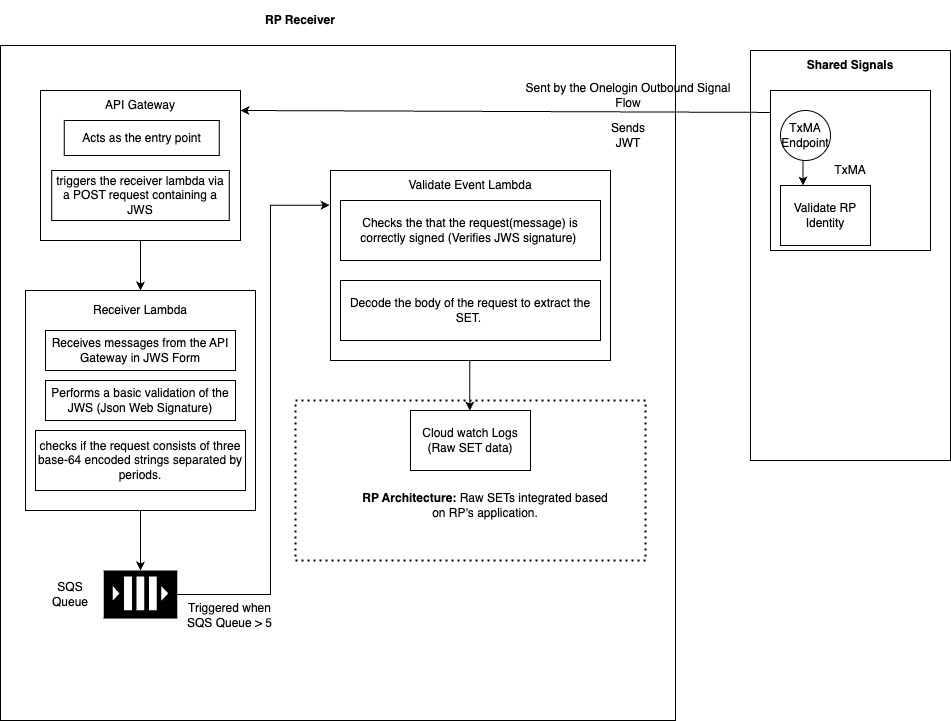 RP Receiver
API Gateway
Acts as the entry point
triggers the receiver lambda via
a POST request containing a
JWS
Receiver Lambda
Receives messages from the API
Gateway in JWS Form
Performs a basic validation of the
JWS (Json Web Signature)
checks if the request consists of three
base-64 encoded strings separated by
periods.
SQS
Queue
Triggered when
SQS Queue > 5
Validate Event Lambda
Checks the that the request(message) is
correctly signed (Verifies JWS signature)
Decode the body of the request to extract the
SET.
Cloud watch Logs
(Raw SET data)
RP Architecture: Raw SETs integrated based
on RP's application.
Sent by the Onelogin Outbound Signal
Flow
Sends
JWT
Shared Signals
TxMA
Endpoint
TxMA
Validate RP
Identity